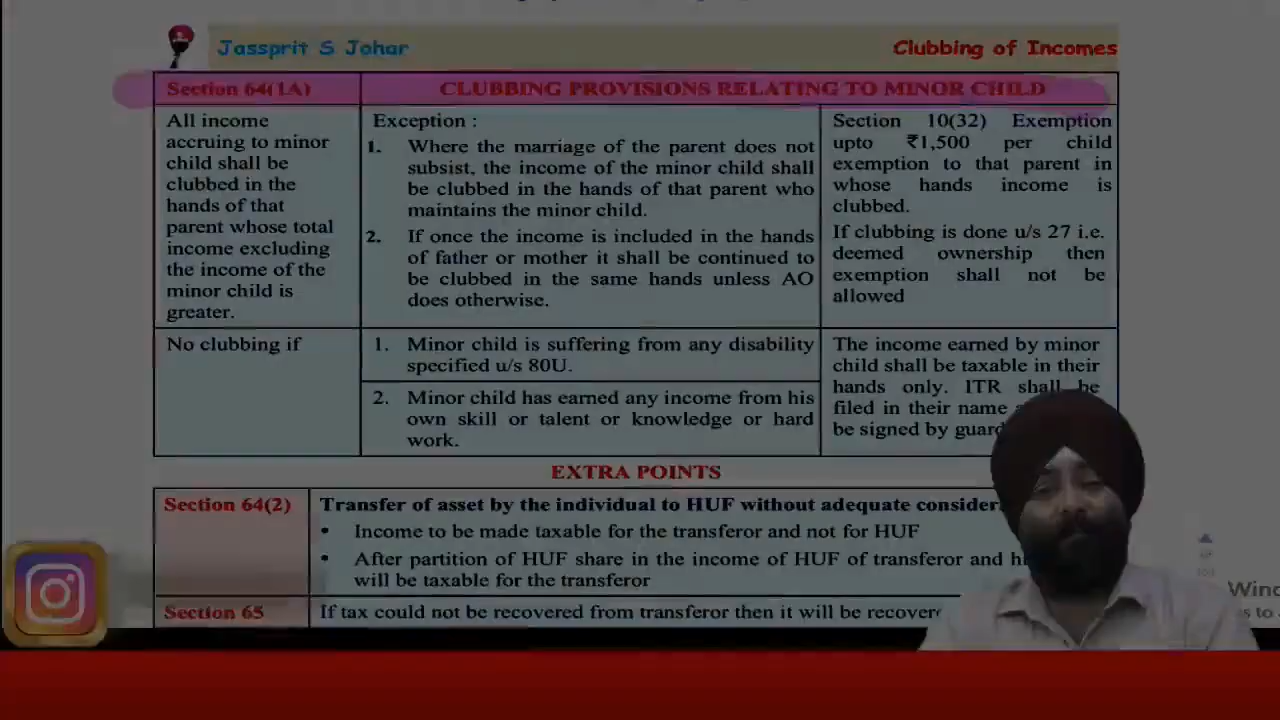 Jassprit S Johar
Clubbing of Incomes
Section 64(1A)
CLUBBING PROVISIONS RELATING TO MINOR CHILD
All income
accruing to minor
child shall be
clubbed in the
hands of that
parent whose total
income excluding
the income of the
minor child is
greater.
Exception :
1. Where the marriage of the parent does not
subsist, the income of the minor child shall
be clubbed in the hands of that parent who
maintains the minor child.
2. If once the income is included in the hands
of father or mother it shall be continued to
be clubbed in the same hands unless AO
does otherwise.
Section 10(32) Exemption
upto ₹1,500 per child
exemption to that parent in
whose hands income is
clubbed.
If clubbing is done u/s 27 i.e.
deemed ownership then
exemption shall not be
allowed
No clubbing if
1. Minor child is suffering from any disability
specified u/s 80U.
2. Minor child has earned any income from his
own skill or talent or knowledge or hard
work.
The income earned by minor
child shall be taxable in their
hands only. ITR shall be
filed in their name
be signed by guard
EXTRA POINTS
Section 64(2)
Transfer of asset by the individual to HUF without adequate consider
• Income to be made taxable for the transferor and not for HUF
• After partition of HUF share in the income of HUF of transferor and
will be taxable for the transferor
Section 65
If tax could not be recovered from transferor then it will be recover